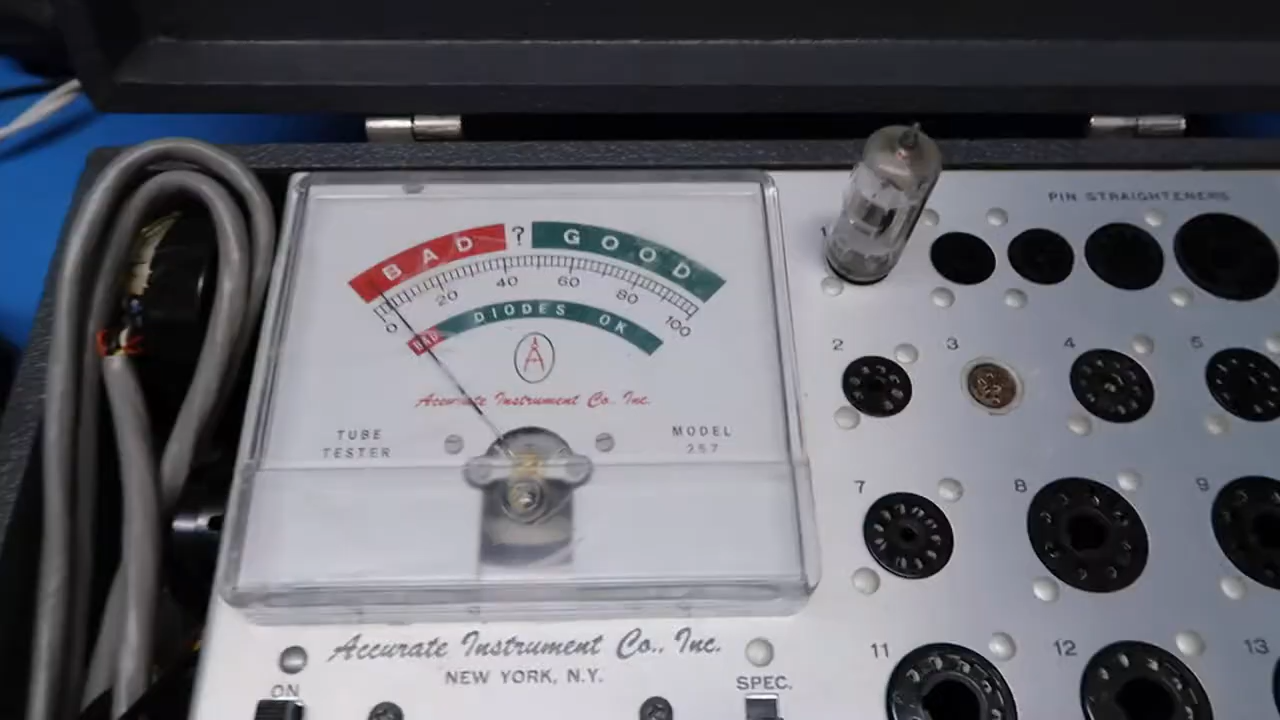 BAD ? GOOD
0 20 40 60 80 100
BAD DIODES OK
A
Accurate Instrument Co., Inc.
TUBE
TESTER
MODEL
257
Accurate Instrument Co., Inc.
NEW YORK, N.Y.
ON
SPEC.
PIN STRAIGHTENERS
1
2 3 4 5
7 8 9
11 12 13